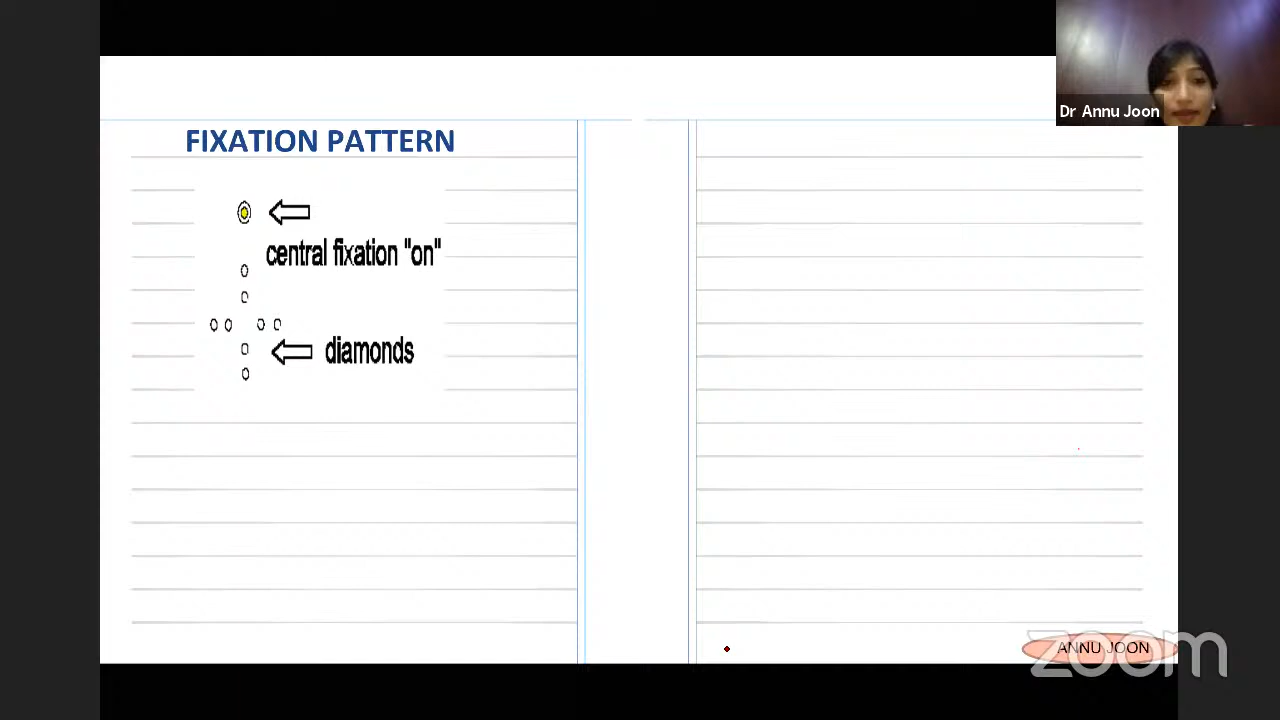 Dr Annu Joon
FIXATION PATTERN
central fixation "on"
diamonds
ANNU JOON
zoom